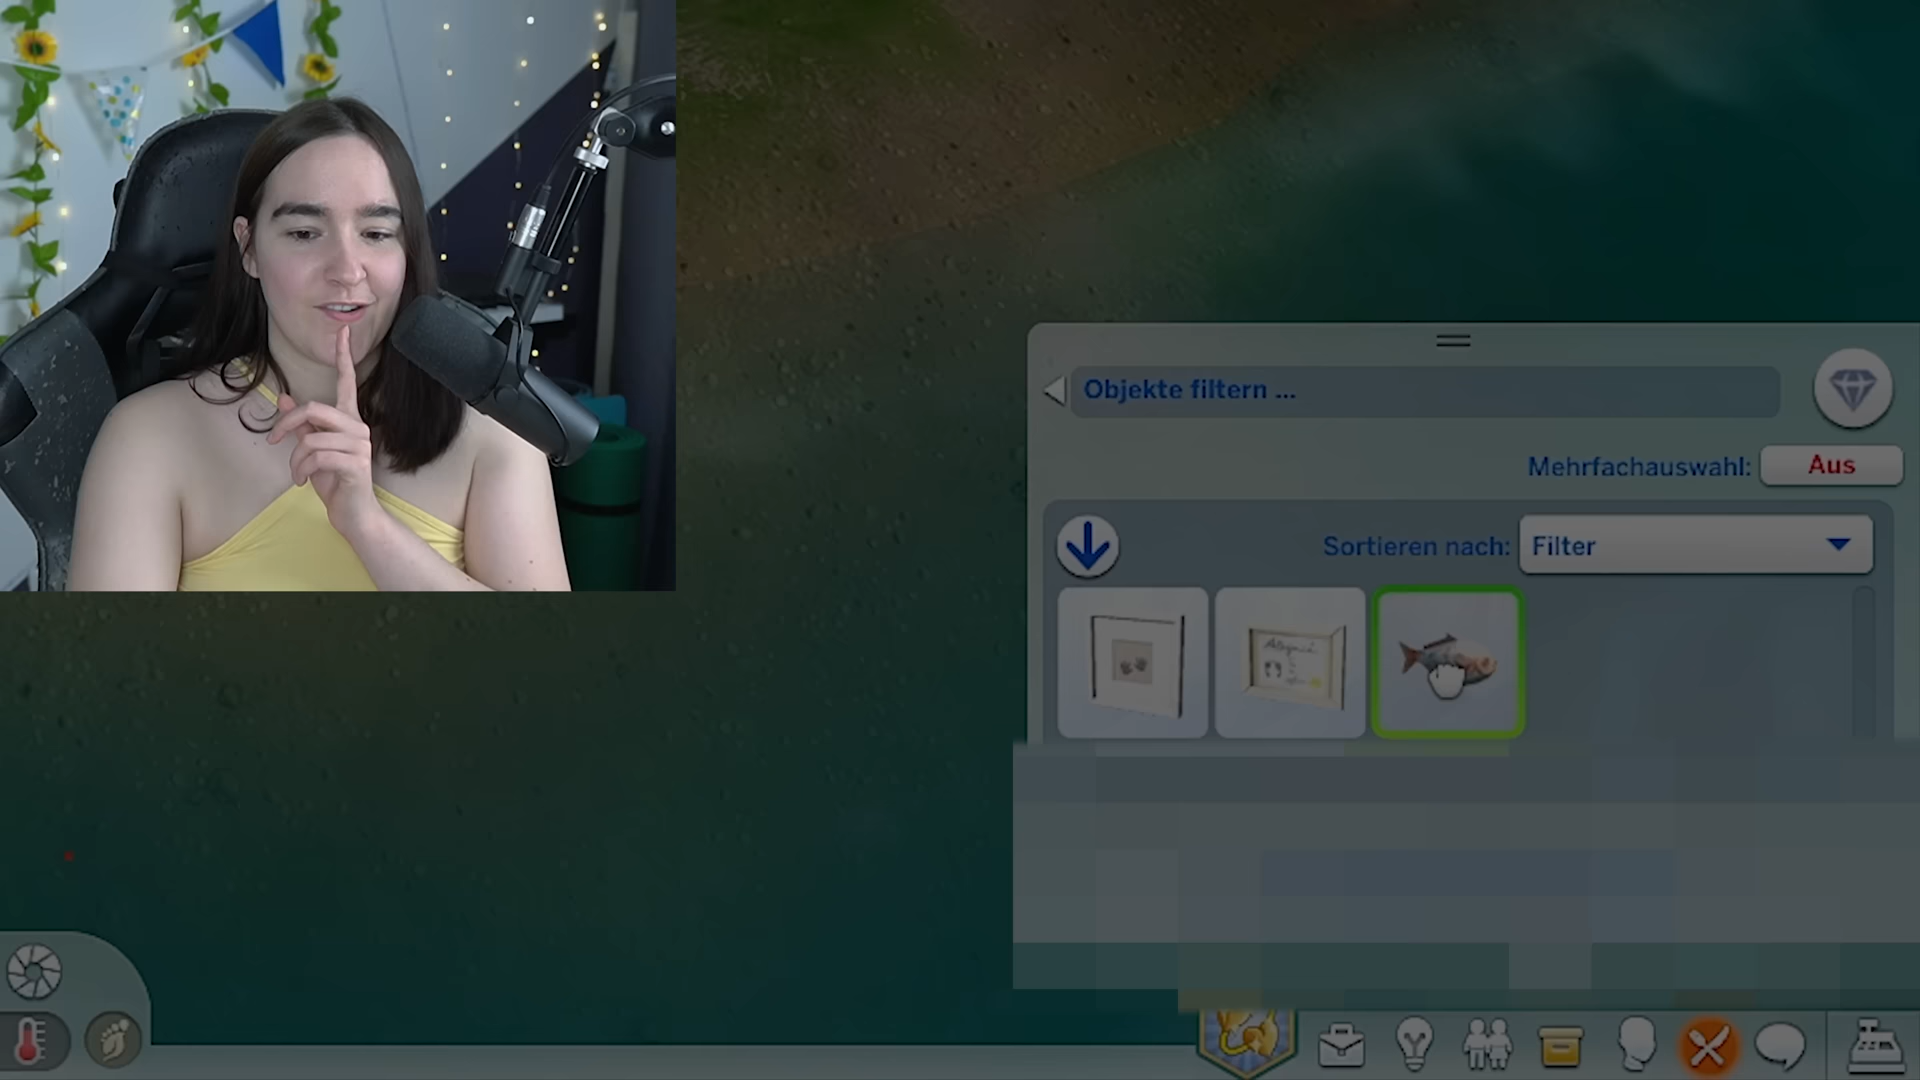 Objekte filtern ...
Mehrfachauswahl: Aus
Sortieren nach: Filter